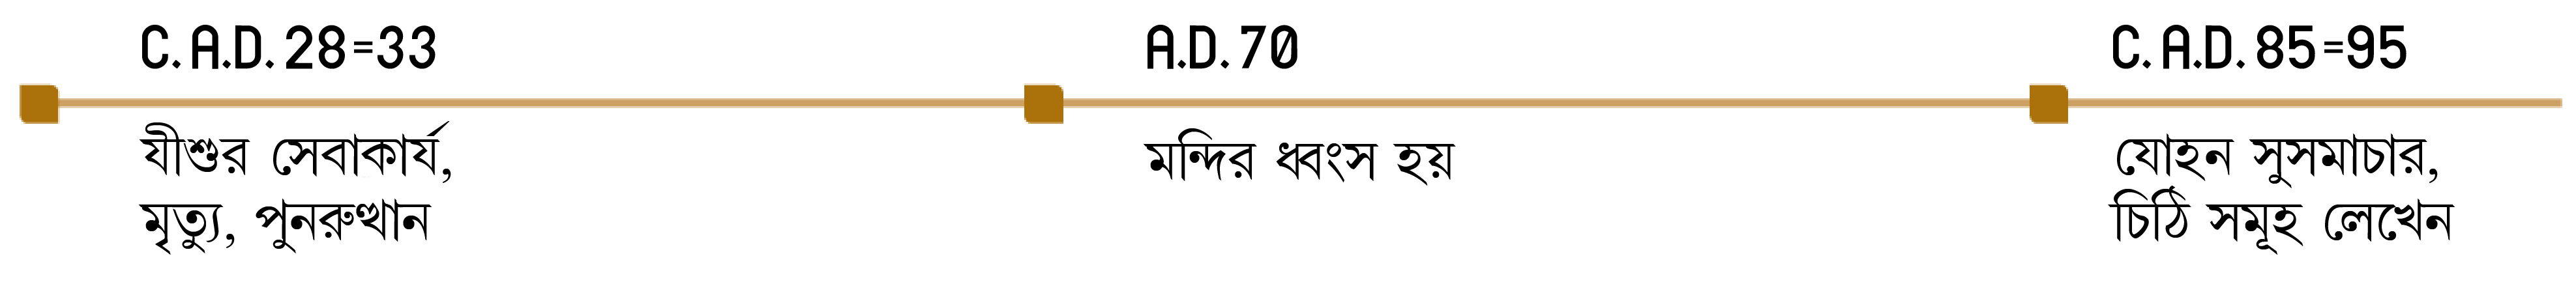 C. A.D. 28=33
A.D. 70
C. A.D. 85=95
যীশুর সেবাকার্য,
মৃত্যু, পুনরুত্থান
মন্দির ধ্বংস হয়
যোহন সুসমাচার,
চিঠি সমূহ লেখেন